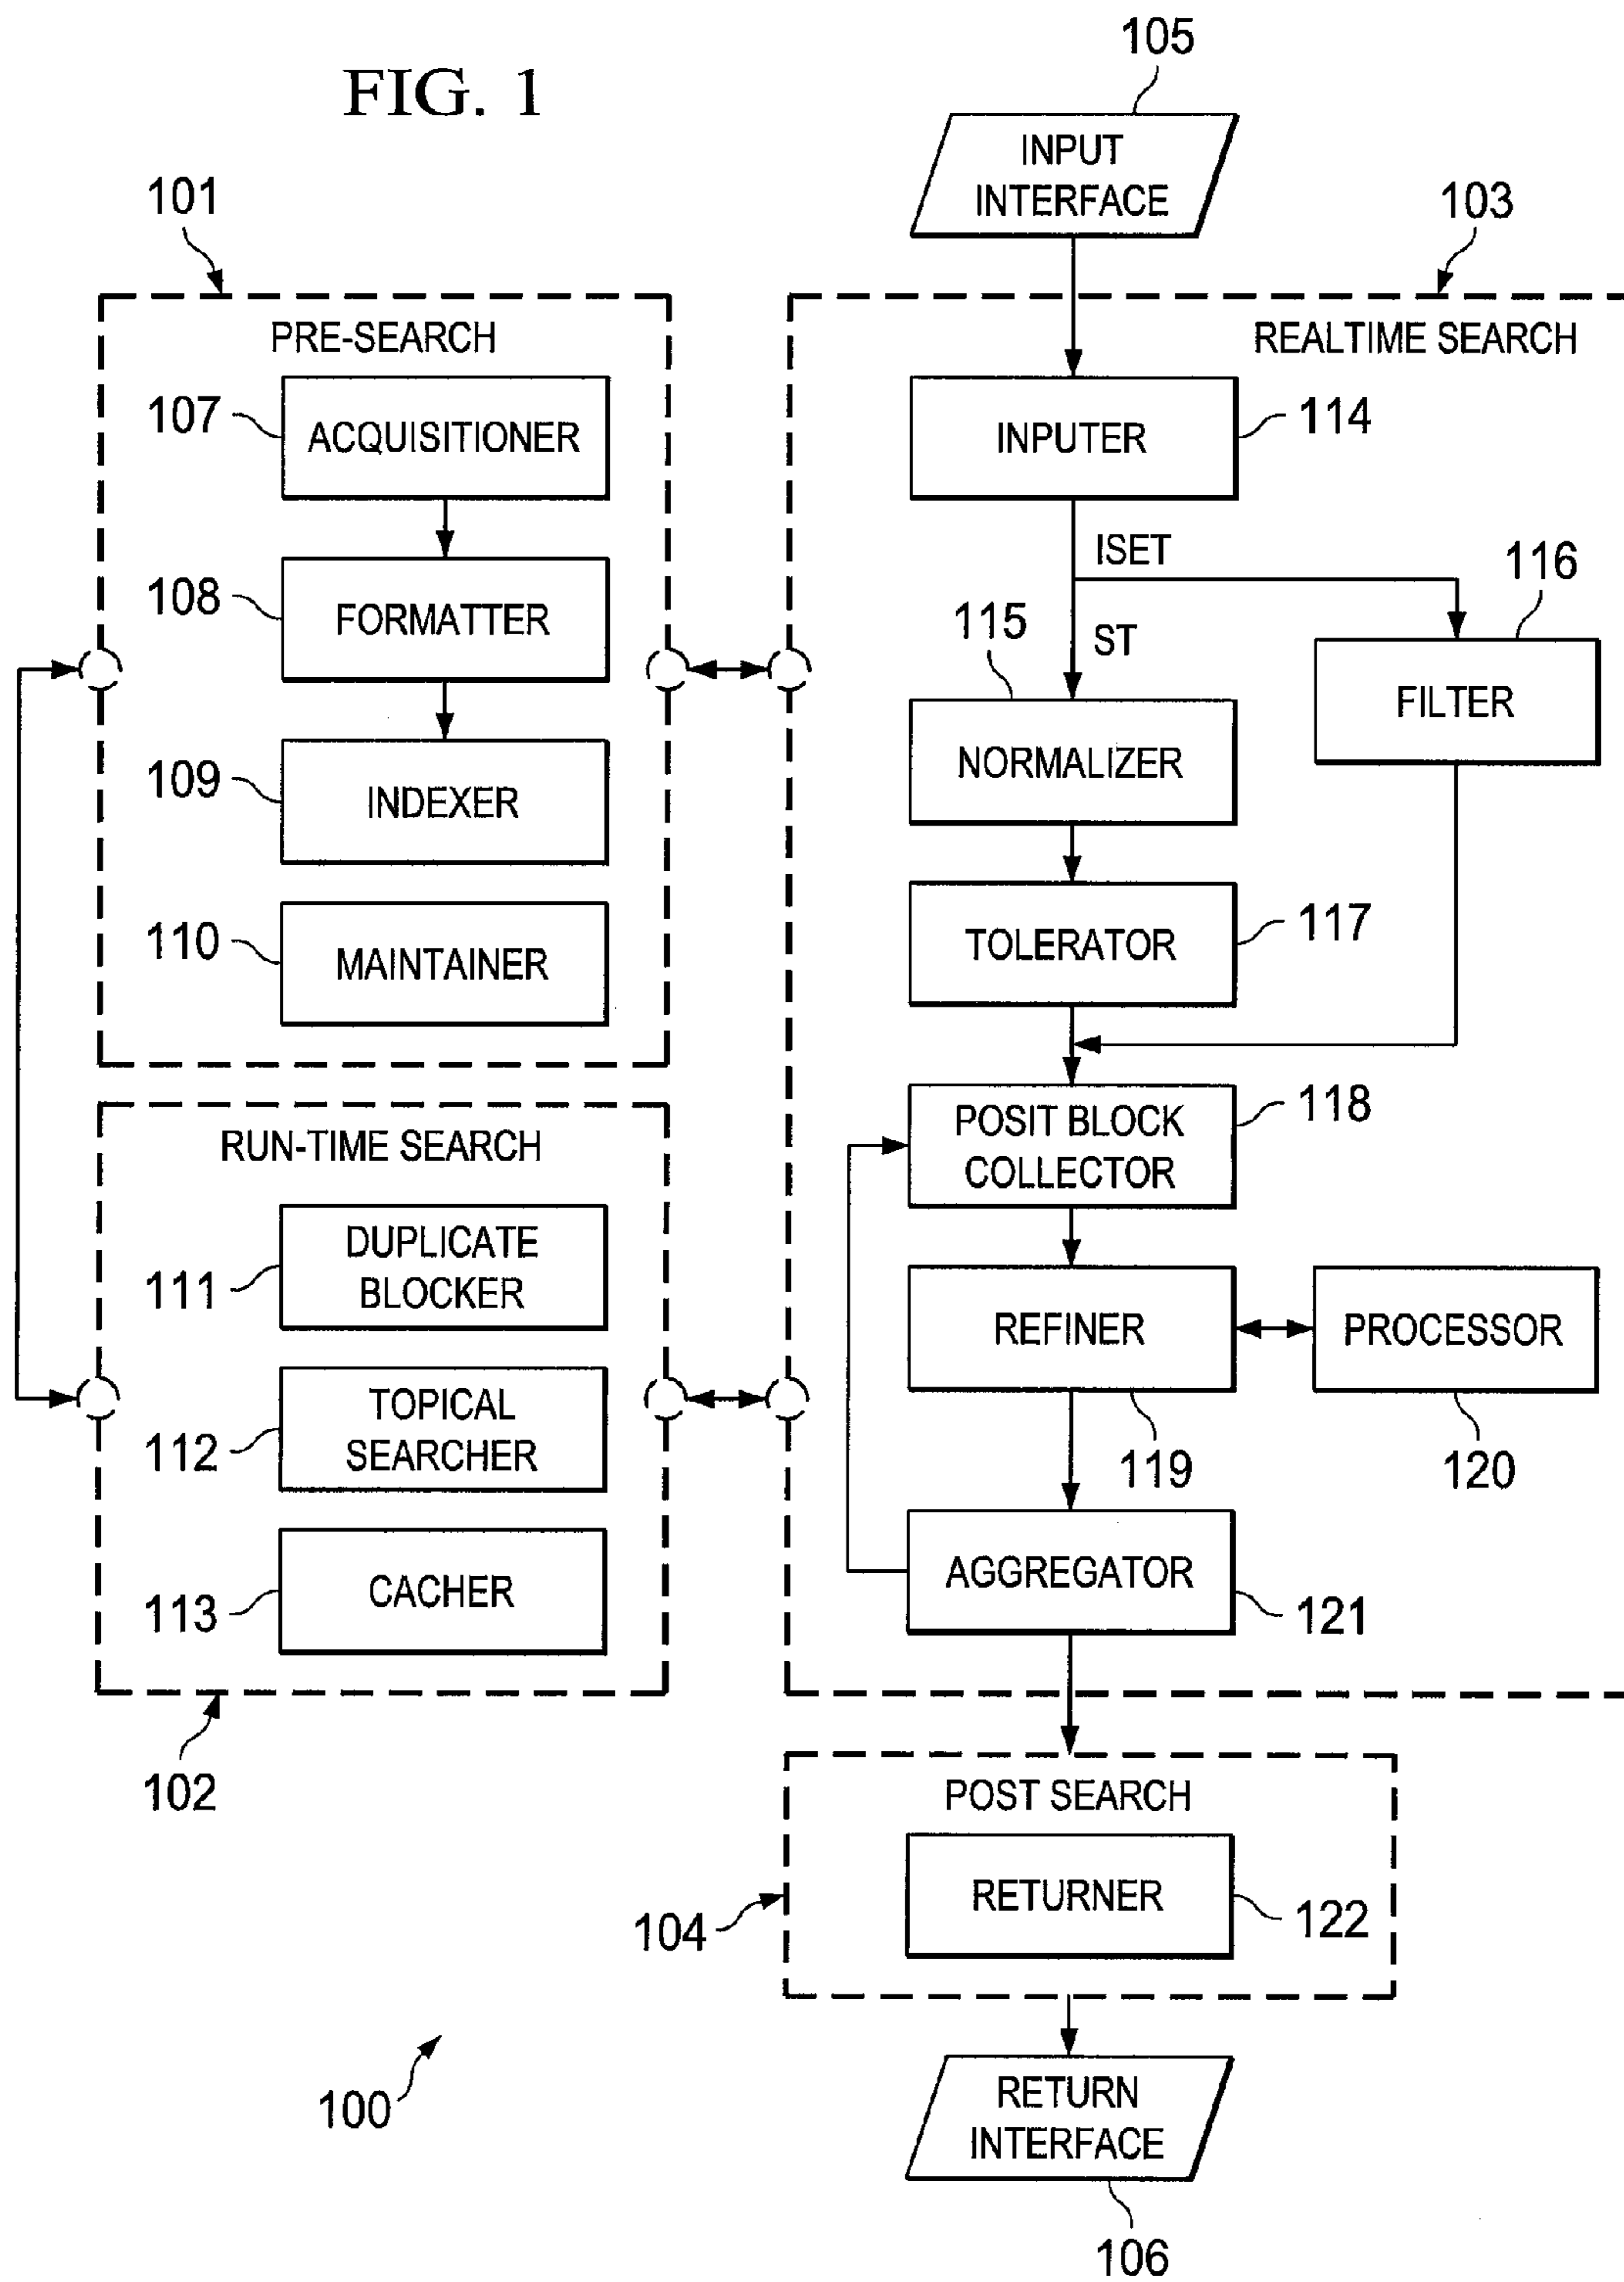 FIG. 1
105
INPUT
INTERFACE
101
103
PRE-SEARCH
107
ACQUISITIONER
108
FORMATTER
109
INDEXER
110
MAINTAINER
RUN-TIME SEARCH
111
DUPLICATE
BLOCKER
112
TOPICAL
SEARCHER
113
CACHER
102
REALTIME SEARCH
INPUTER
114
ISET
116
115
ST
FILTER
NORMALIZER
TOLERATOR
117
POSIT BLOCK
COLLECTOR
118
REFINER
PROCESSOR
119
120
AGGREGATOR
121
POST SEARCH
RETURNER
104
122
100
RETURN
INTERFACE
106